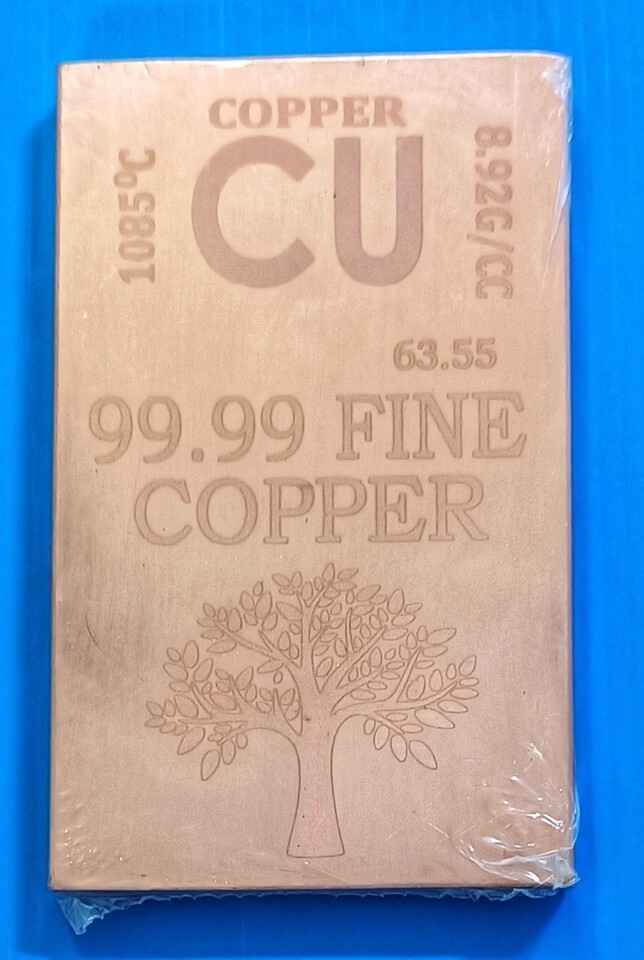 COPPER
CU
1085°C
8.92G/CC
63.55
99.99 FINE
COPPER